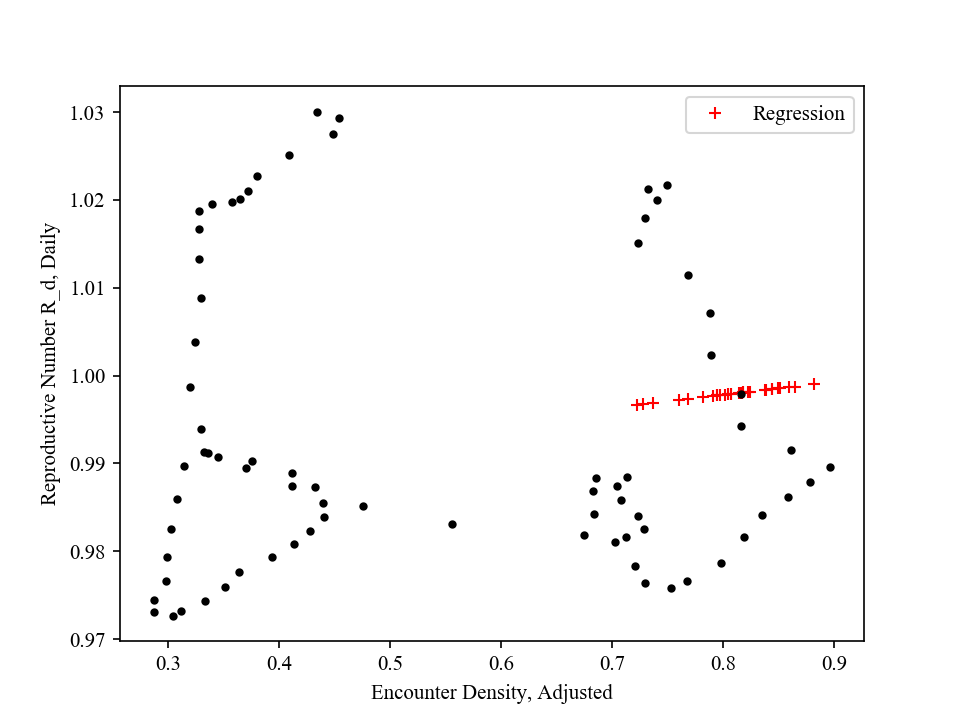 Regression
1.03
1.02
1.01
1.00
0.99
0.98
0.97
Reproductive Number R_d, Daily
0.3 0.4 0.5 0.6 0.7 0.8 0.9
Encounter Density, Adjusted